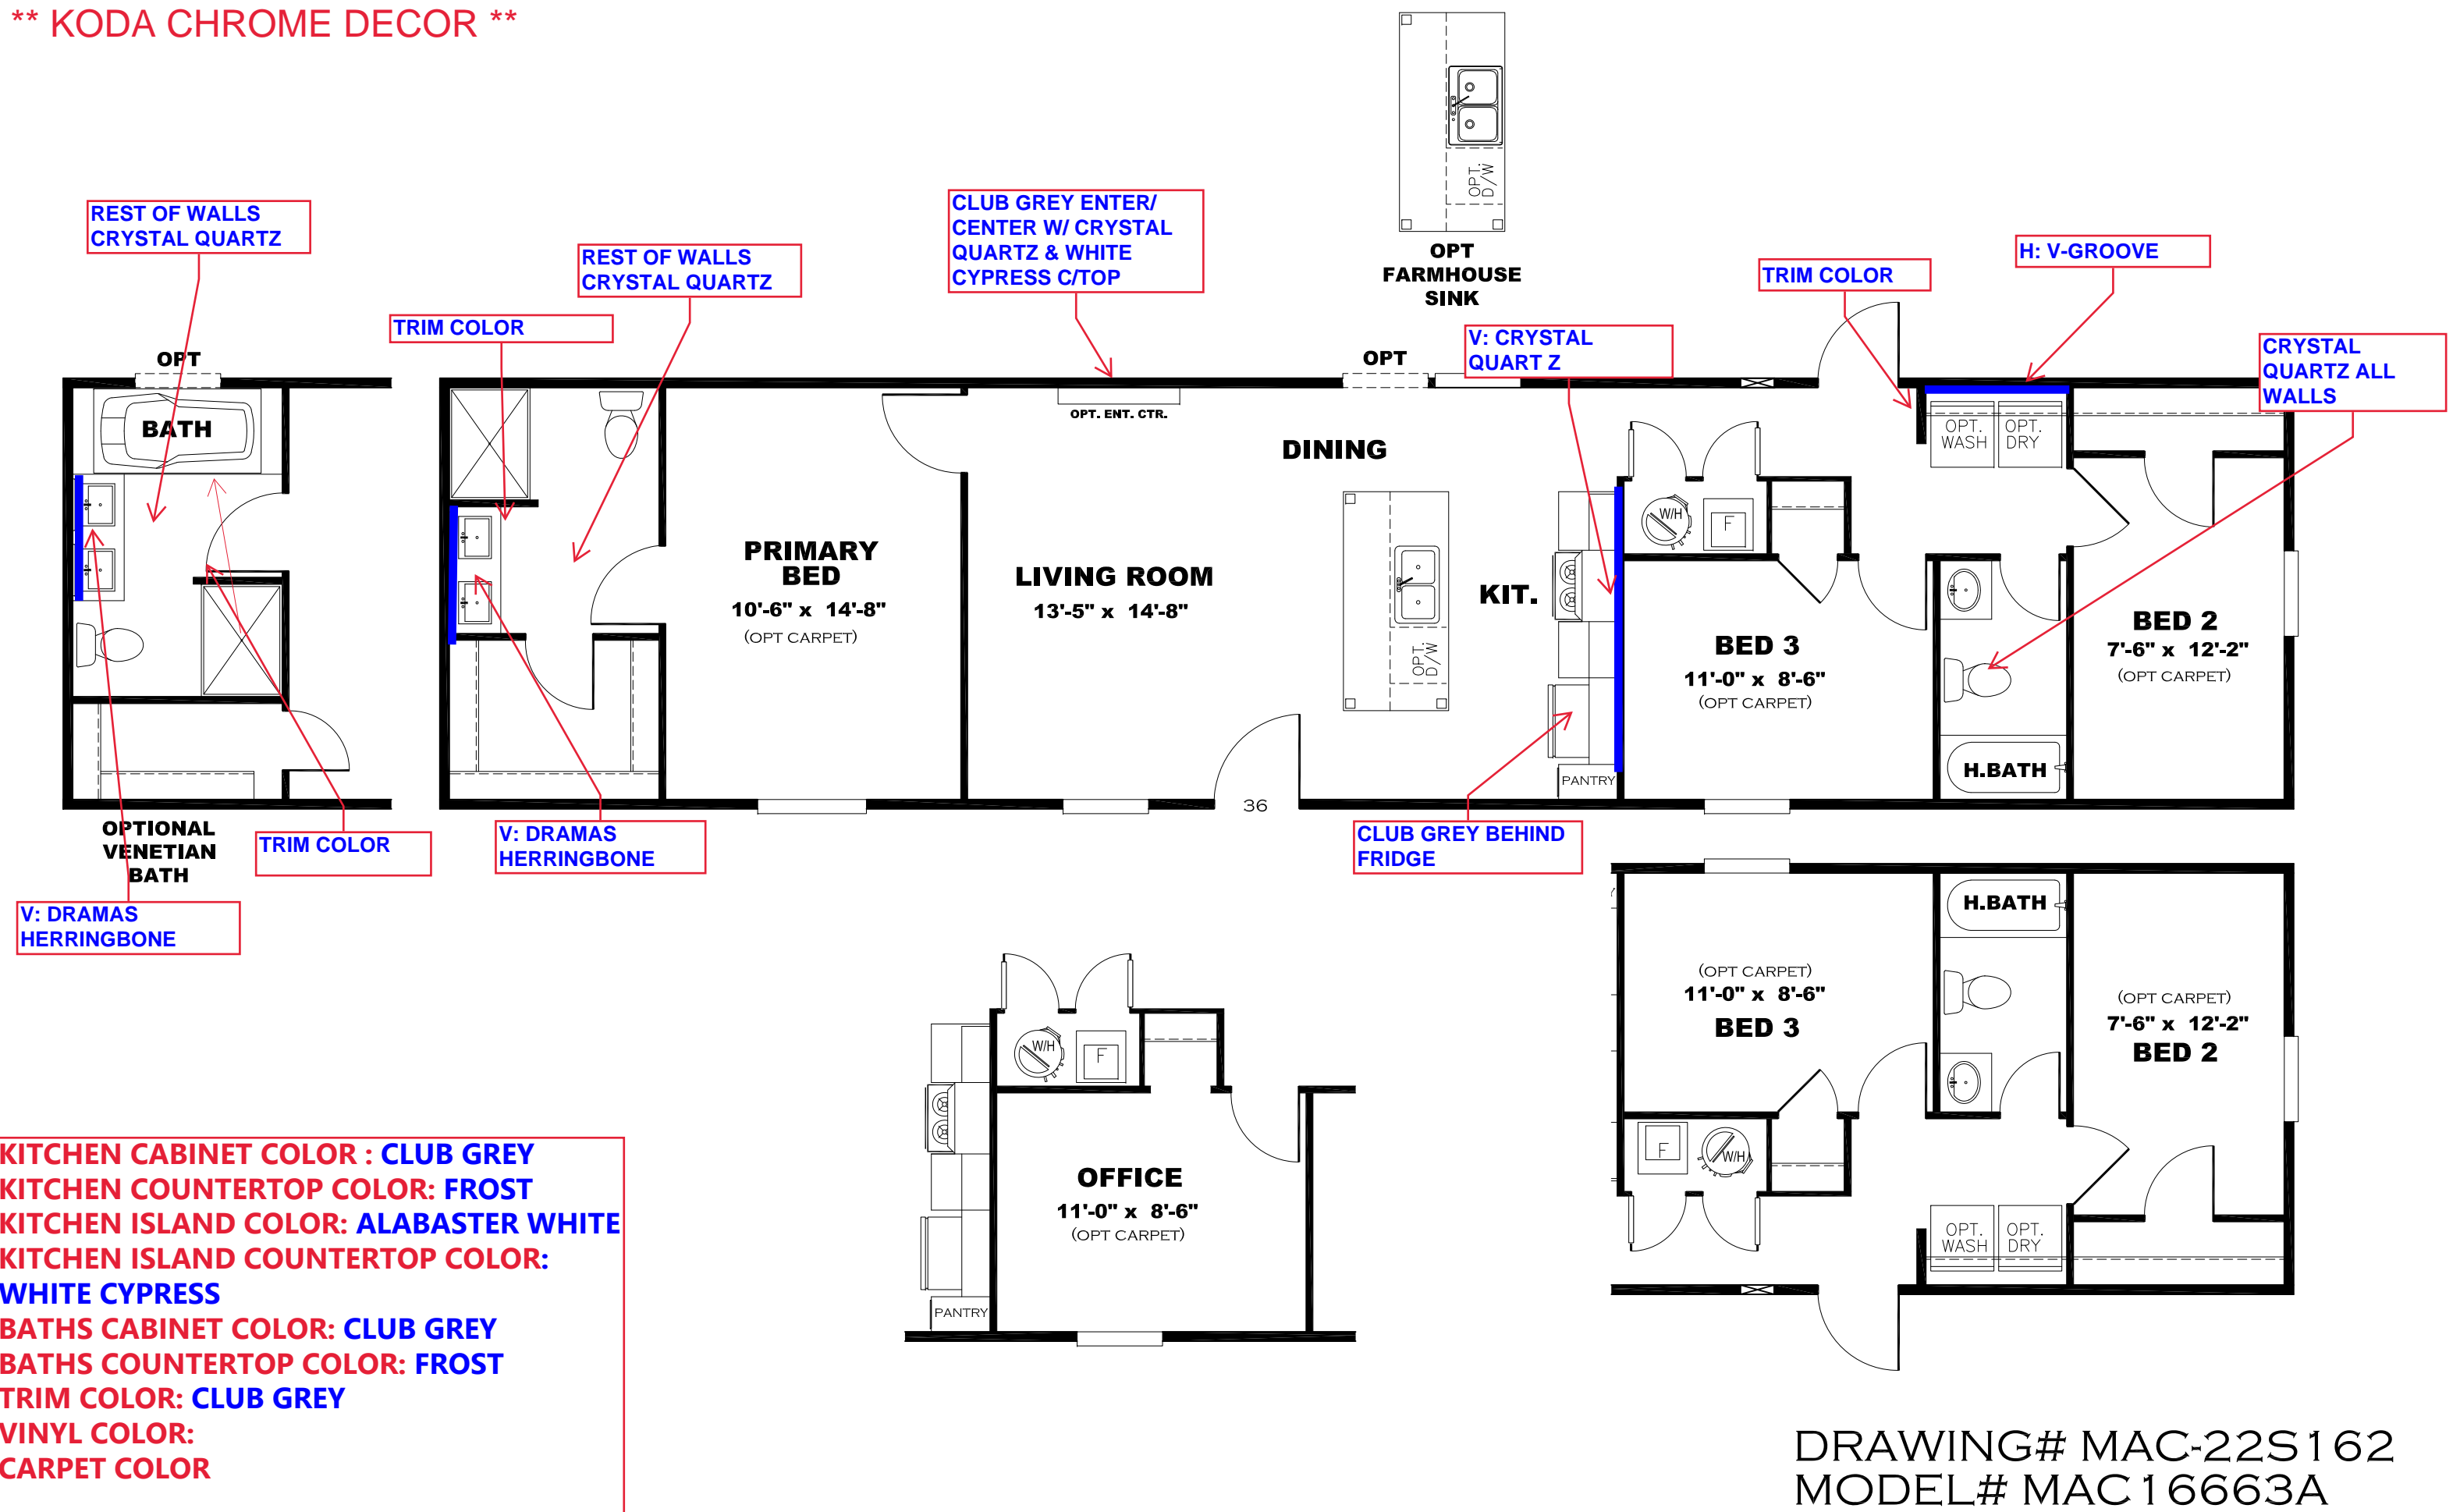 ** KODA CHROME DECOR **
OPT.
D/W
OPT
FARMHOUSE
SINK
REST OF WALLS
CRYSTAL QUARTZ
REST OF WALLS
CRYSTAL QUARTZ
TRIM COLOR
CLUB GREY ENTER/
CENTER W/ CRYSTAL
QUARTZ & WHITE
CYPRESS C/TOP
V: CRYSTAL
QUART Z
TRIM COLOR
H: V-GROOVE
CRYSTAL
QUARTZ ALL
WALLS
OPT
BATH
OPTIONAL
VENETIAN
BATH
TRIM COLOR
V: DRAMAS
HERRINGBONE
V: DRAMAS
HERRINGBONE
PRIMARY
BED
10'-6" x 14'-8"
(OPT CARPET)
OPT. ENT. CTR.
LIVING ROOM
13'-5" x 14'-8"
36
OPT
DINING
OPT.
D/W
KIT.
PANTRY
CLUB GREY BEHIND
FRIDGE
W/H
F
BED 3
11'-0" x 8'-6"
(OPT CARPET)
OPT.
WASH
OPT.
DRY
H.BATH
BED 2
7'-6" x 12'-2"
(OPT CARPET)
W/H
F
OFFICE
11'-0" x 8'-6"
(OPT CARPET)
PANTRY
H.BATH
(OPT CARPET)
11'-0" x 8'-6"
BED 3
(OPT CARPET)
7'-6" x 12'-2"
BED 2
F
W/H
OPT.
WASH
OPT.
DRY
KITCHEN CABINET COLOR : CLUB GREY
KITCHEN COUNTERTOP COLOR: FROST
KITCHEN ISLAND COLOR: ALABASTER WHITE
KITCHEN ISLAND COUNTERTOP COLOR:
WHITE CYPRESS
BATHS CABINET COLOR: CLUB GREY
BATHS COUNTERTOP COLOR: FROST
TRIM COLOR: CLUB GREY
VINYL COLOR:
CARPET COLOR
DRAWING# MAC-22S162
MODEL# MAC16663A